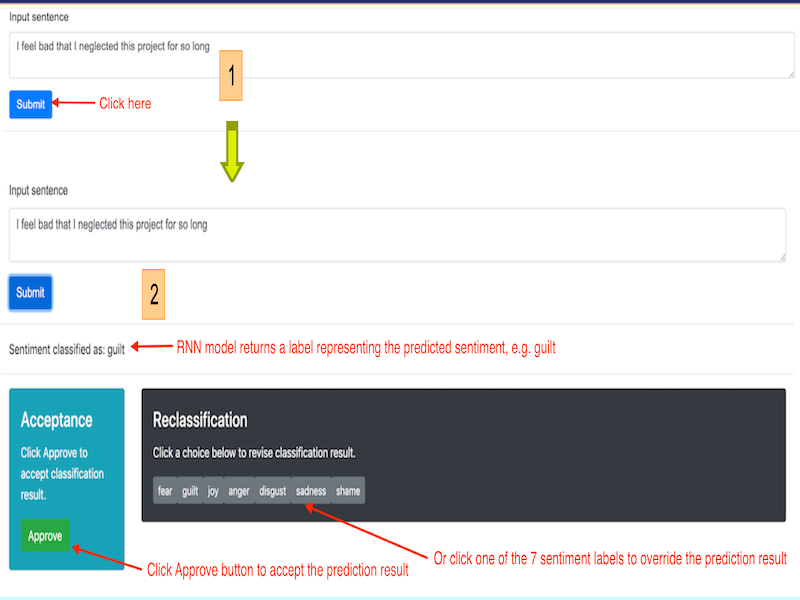 Input sentence
I feel bad that I neglected this project for so long
1
Submit
Click here
Input sentence
I feel bad that I neglected this project for so long
Submit
2
Sentiment classified as: guilt
RNN model returns a label representing the predicted sentiment, e.g. guilt
Acceptance
Click Approve to
accept classification
result.
Approve
Reclassification
Click a choice below to revise classification result.
fear guilt joy anger disgust sadness shame
Click Approve button to accept the prediction result
Or click one of the 7 sentiment labels to override the prediction result